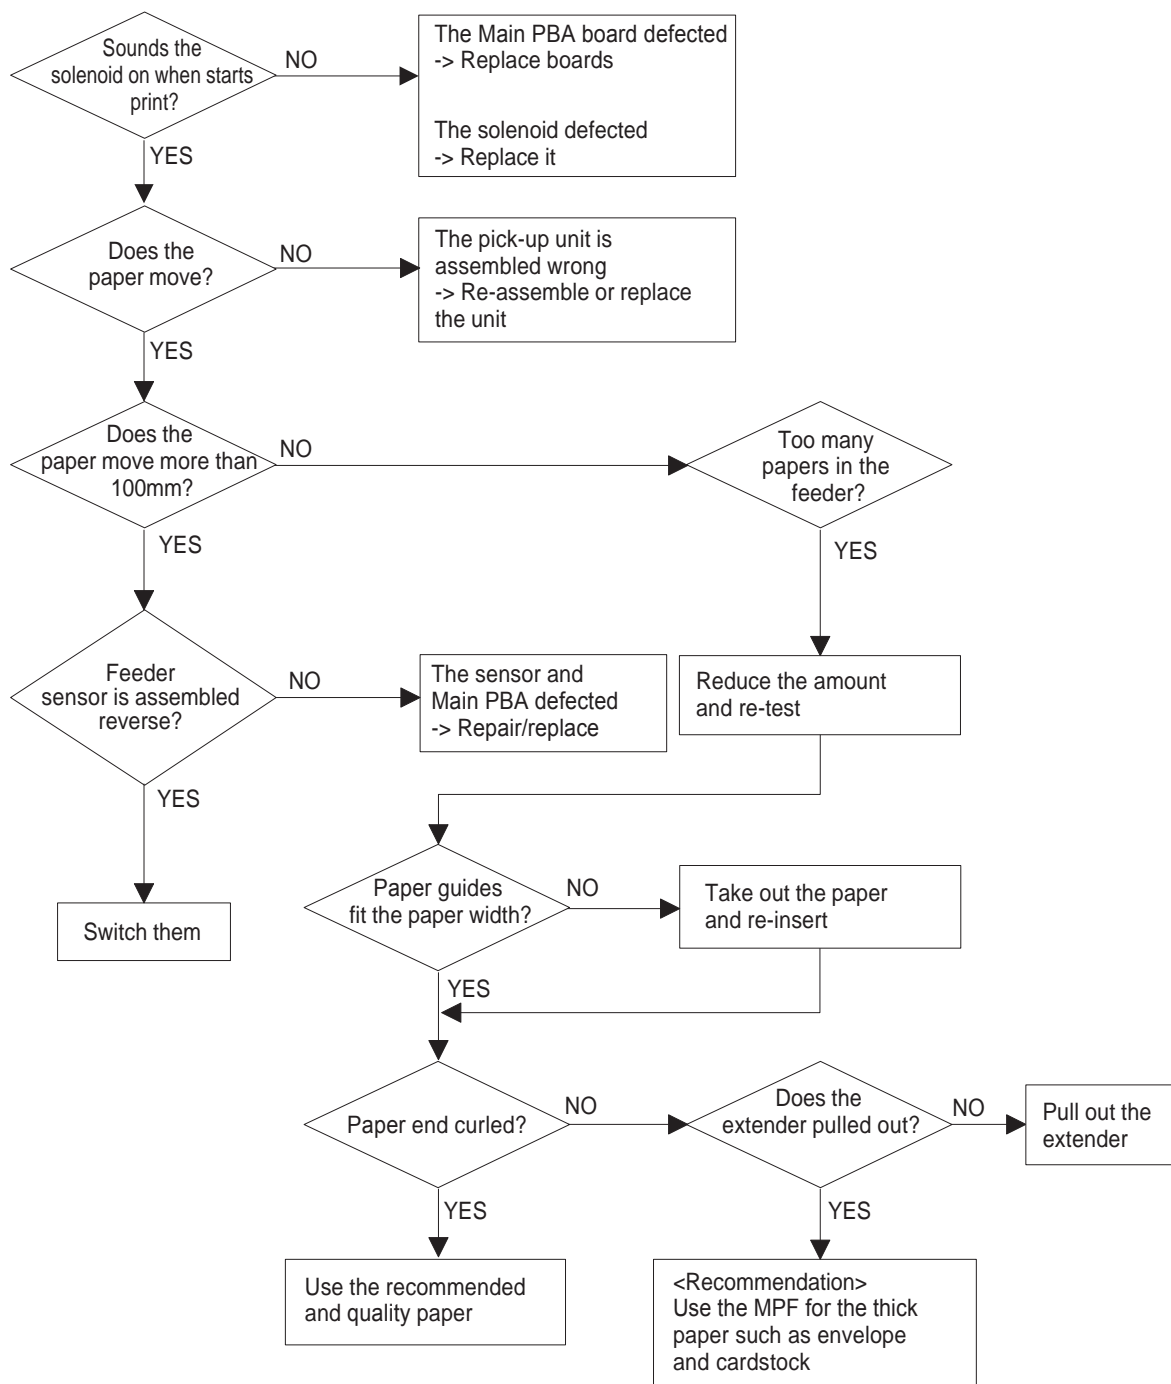 Sounds the
solenoid on when starts
print?
NO
The Main PBA board defected
-> Replace boards
The solenoid defected
-> Replace it
YES
Does the
paper move?
NO
The pick-up unit is
assembled wrong
-> Re-assemble or replace
the unit
YES
Does the
paper move more than
100mm?
NO
Too many
papers in the
feeder?
YES
YES
Feeder
sensor is assembled
reverse?
NO
The sensor and
Main PBA defected
-> Repair/replace
Reduce the amount
and re-test
YES
Switch them
Paper guides
fit the paper width?
NO
Take out the paper
and re-insert
YES
Paper end curled?
NO
Does the
extender pulled out?
NO
Pull out the
extender
YES
YES
Use the recommended
and quality paper
<Recommendation>
Use the MPF for the thick
paper such as envelope
and cardstock